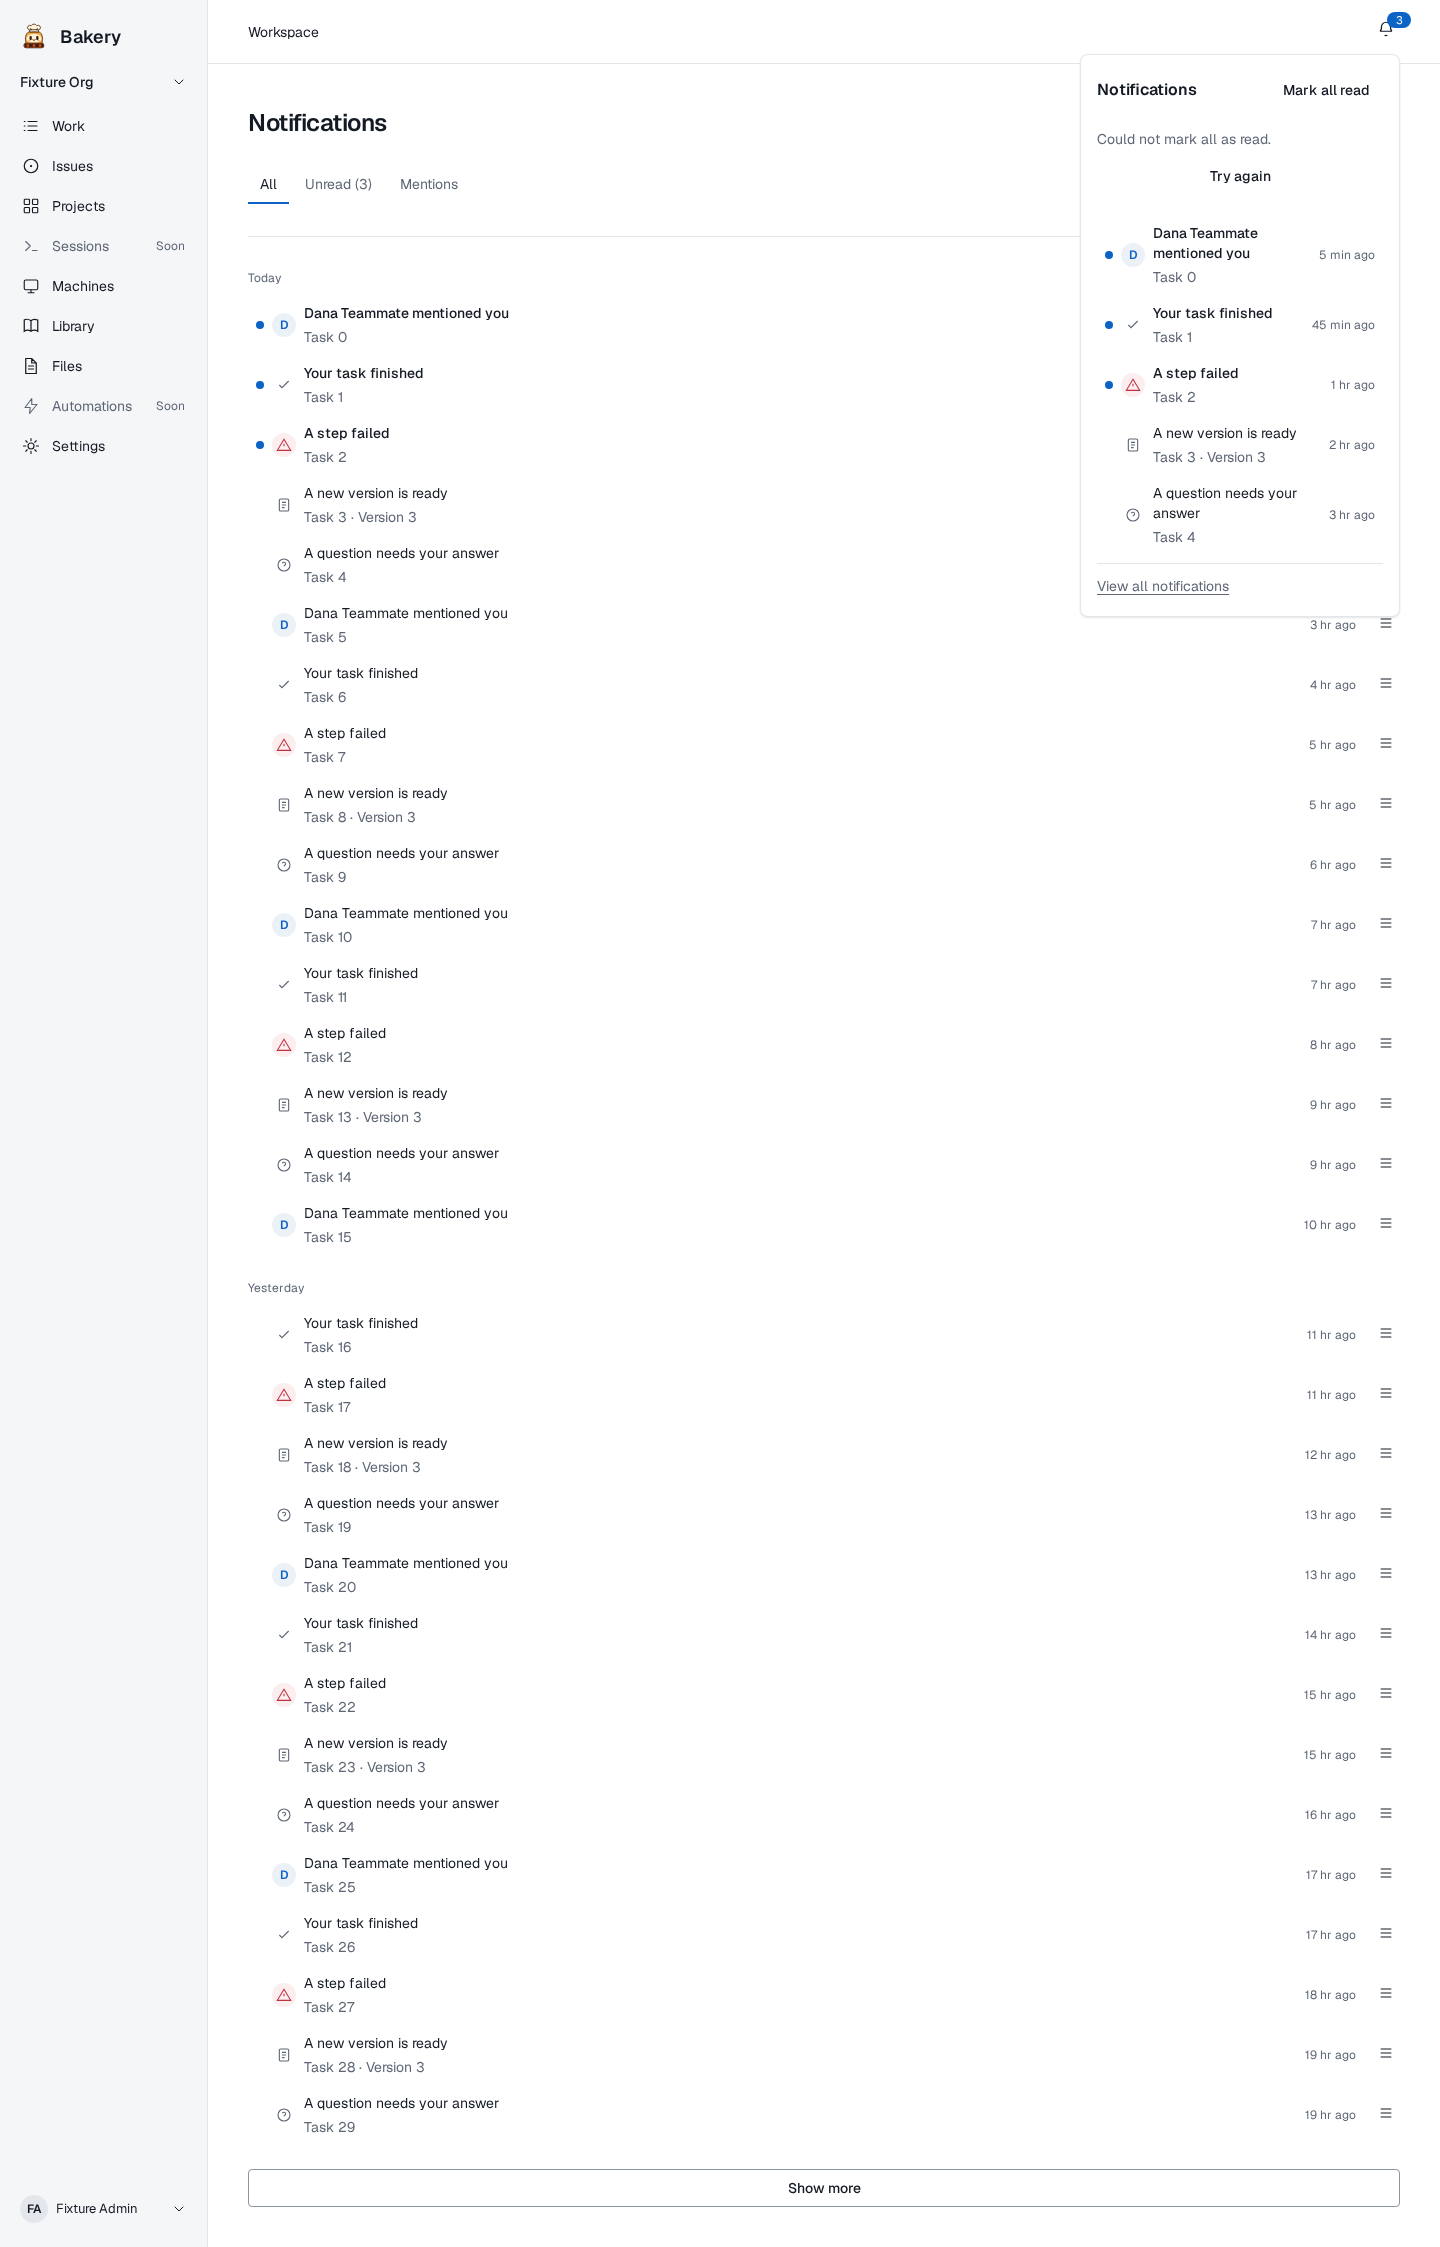 Bakery
Fixture Org
Work
Issues
Projects
Sessions Soon
Machines
Library
Files
Automations Soon
Settings
FA Fixture Admin
Workspace
3
Notifications
All Unread (3) Mentions
Today
D Dana Teammate mentioned you
Task 0
Your task finished
Task 1
A step failed
Task 2
A new version is ready
Task 3 · Version 3
A question needs your answer
Task 4
D Dana Teammate mentioned you
Task 5
3 hr ago
Your task finished
Task 6
4 hr ago
A step failed
Task 7
5 hr ago
A new version is ready
Task 8 · Version 3
5 hr ago
A question needs your answer
Task 9
6 hr ago
D Dana Teammate mentioned you
Task 10
7 hr ago
Your task finished
Task 11
7 hr ago
A step failed
Task 12
8 hr ago
A new version is ready
Task 13 · Version 3
9 hr ago
A question needs your answer
Task 14
9 hr ago
D Dana Teammate mentioned you
Task 15
10 hr ago
Yesterday
Your task finished
Task 16
11 hr ago
A step failed
Task 17
11 hr ago
A new version is ready
Task 18 · Version 3
12 hr ago
A question needs your answer
Task 19
13 hr ago
D Dana Teammate mentioned you
Task 20
13 hr ago
Your task finished
Task 21
14 hr ago
A step failed
Task 22
15 hr ago
A new version is ready
Task 23 · Version 3
15 hr ago
A question needs your answer
Task 24
16 hr ago
D Dana Teammate mentioned you
Task 25
17 hr ago
Your task finished
Task 26
17 hr ago
A step failed
Task 27
18 hr ago
A new version is ready
Task 28 · Version 3
19 hr ago
A question needs your answer
Task 29
19 hr ago
Show more
Notifications Mark all read
Could not mark all as read.
Try again
D Dana Teammate
mentioned you
Task 0
5 min ago
Your task finished
Task 1
45 min ago
A step failed
Task 2
1 hr ago
A new version is ready
Task 3 · Version 3
2 hr ago
A question needs your
answer
Task 4
3 hr ago
View all notifications